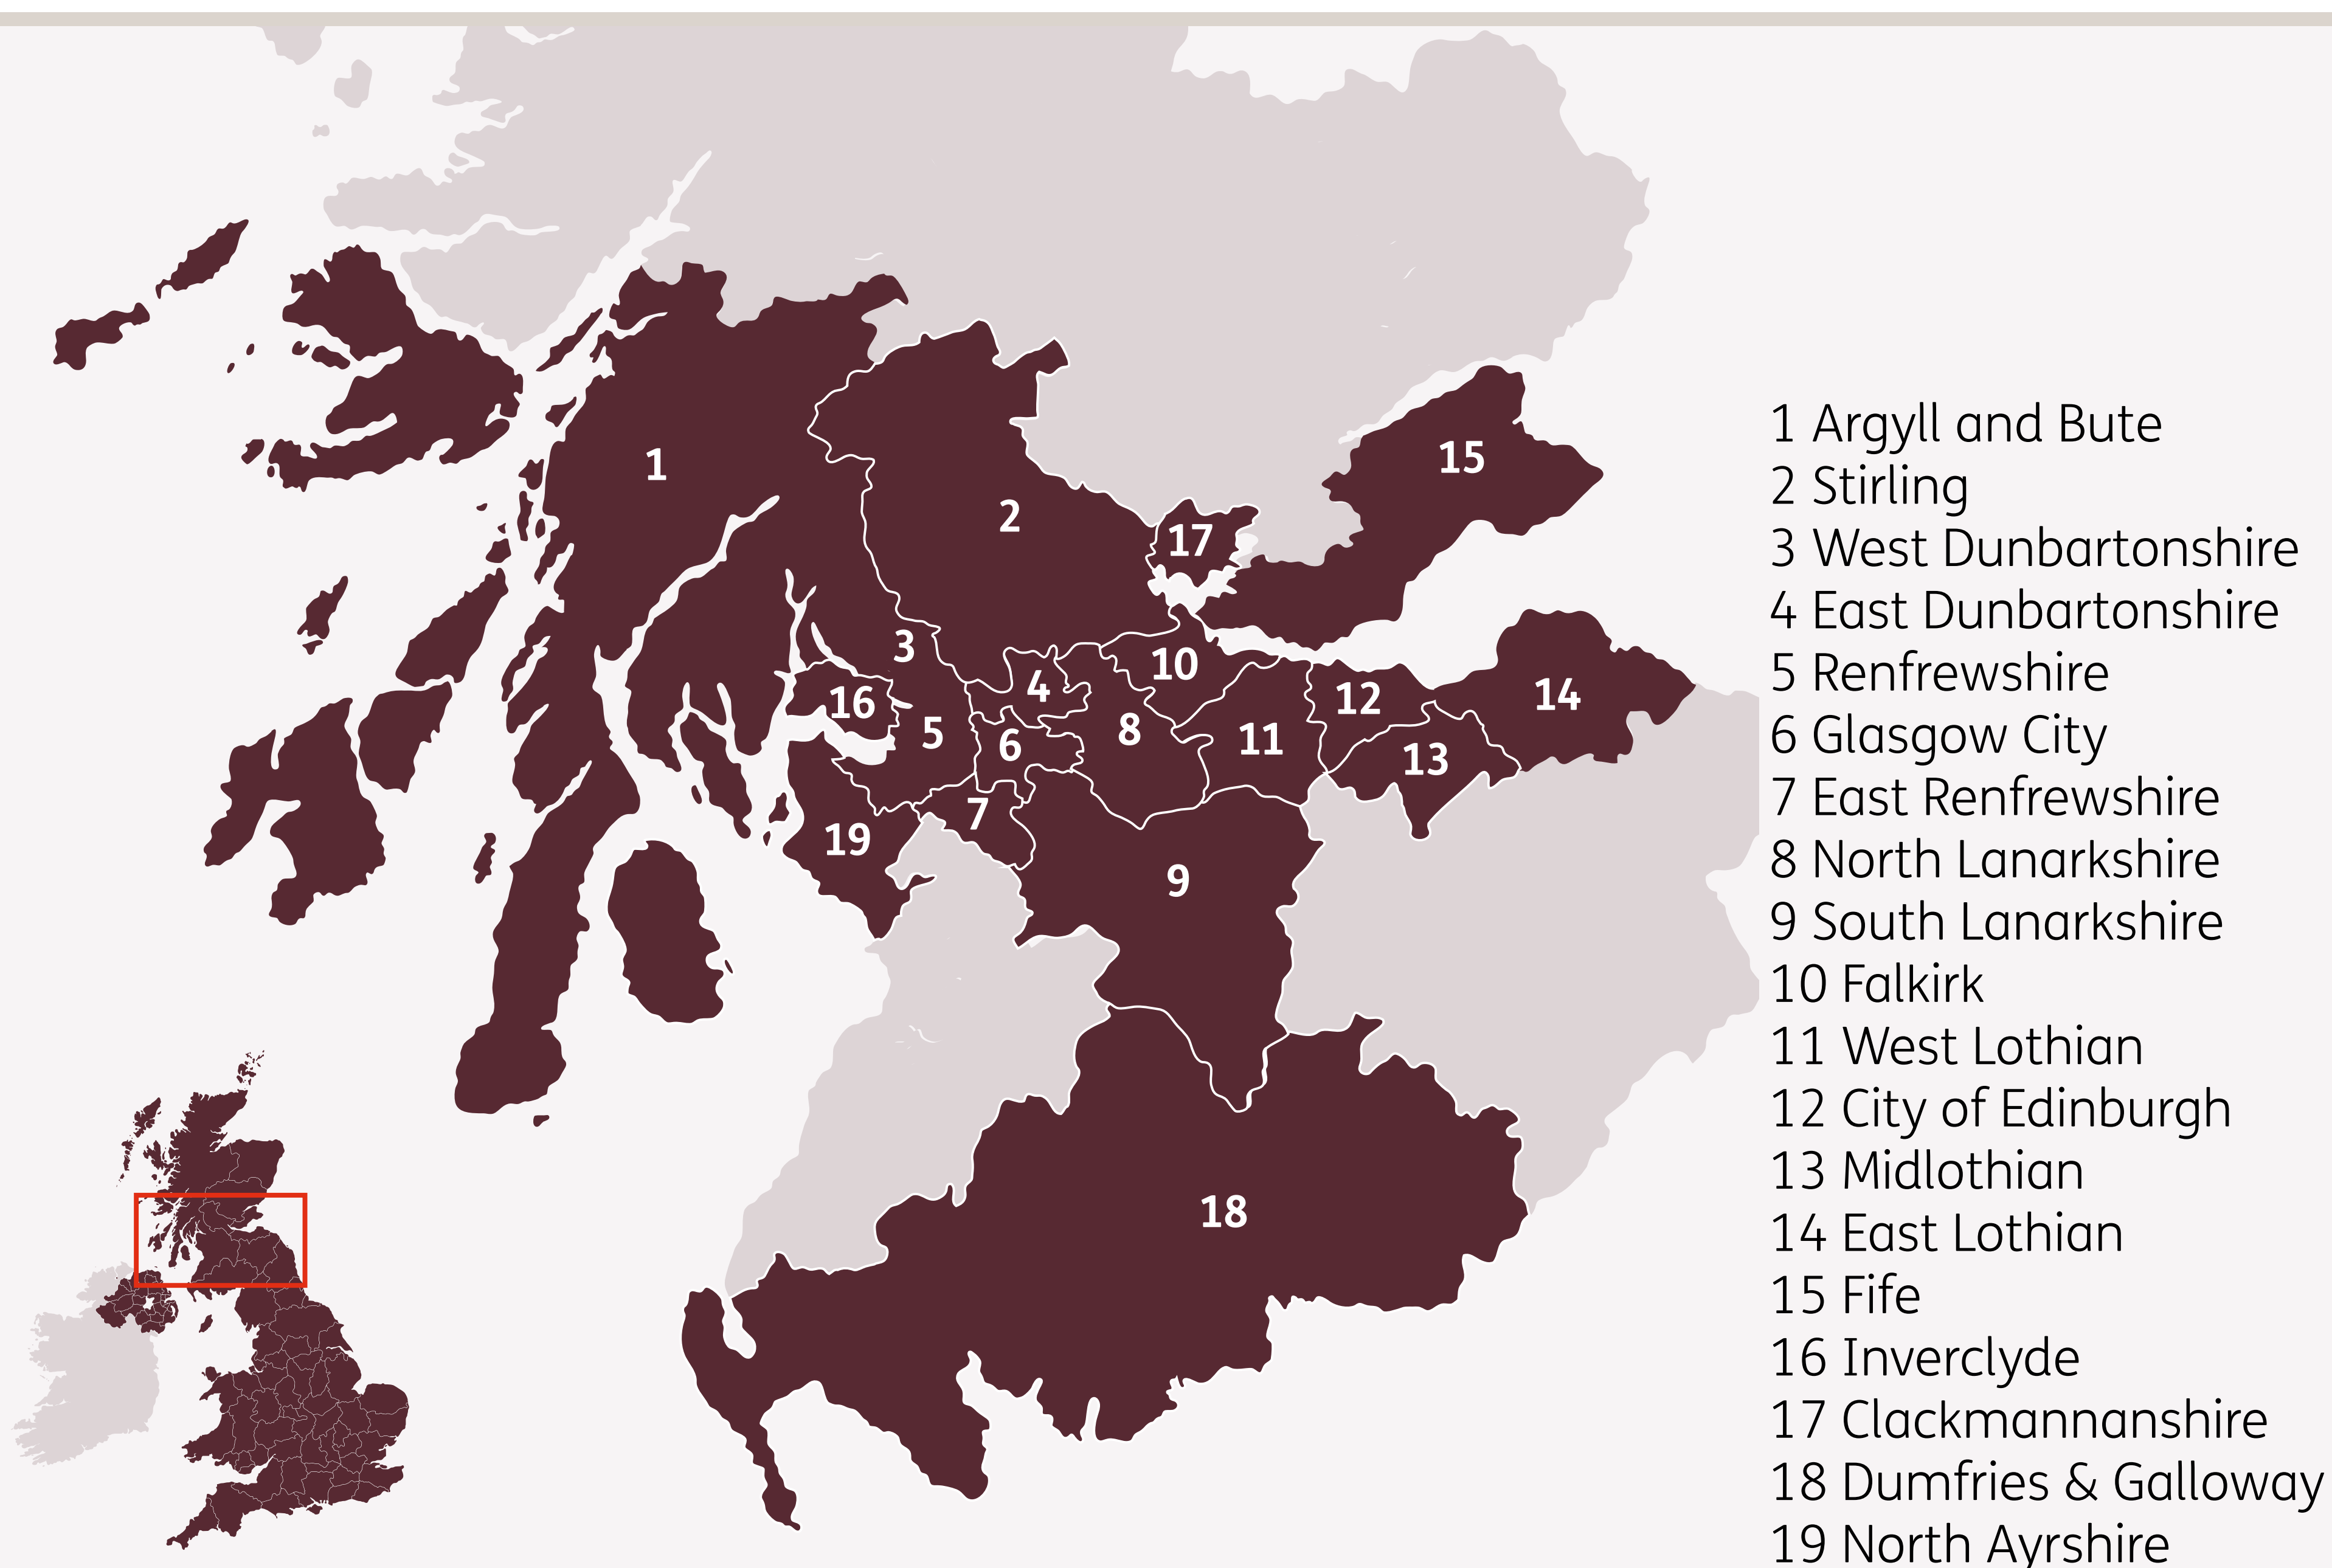 1
15
2
17
3
10
4
12
14
16
5
8
6
11
13
7
19
9
18
1 Argyll and Bute
2 Stirling
3 West Dunbartonshire
4 East Dunbartonshire
5 Renfrewshire
6 Glasgow City
7 East Renfrewshire
8 North Lanarkshire
9 South Lanarkshire
10 Falkirk
11 West Lothian
12 City of Edinburgh
13 Midlothian
14 East Lothian
15 Fife
16 Inverclyde
17 Clackmannanshire
18 Dumfries & Galloway
19 North Ayrshire